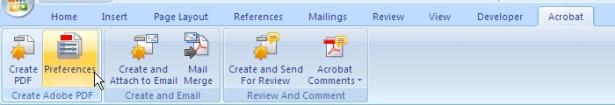 Home Insert Page Layout References Mailings Review View Developer Acrobat
Create PDF
Preferences
Create and Attach to Email
Mail Merge
Create and Send For Review
Acrobat Comments
Create Adobe PDF Create and Email Review And Comment